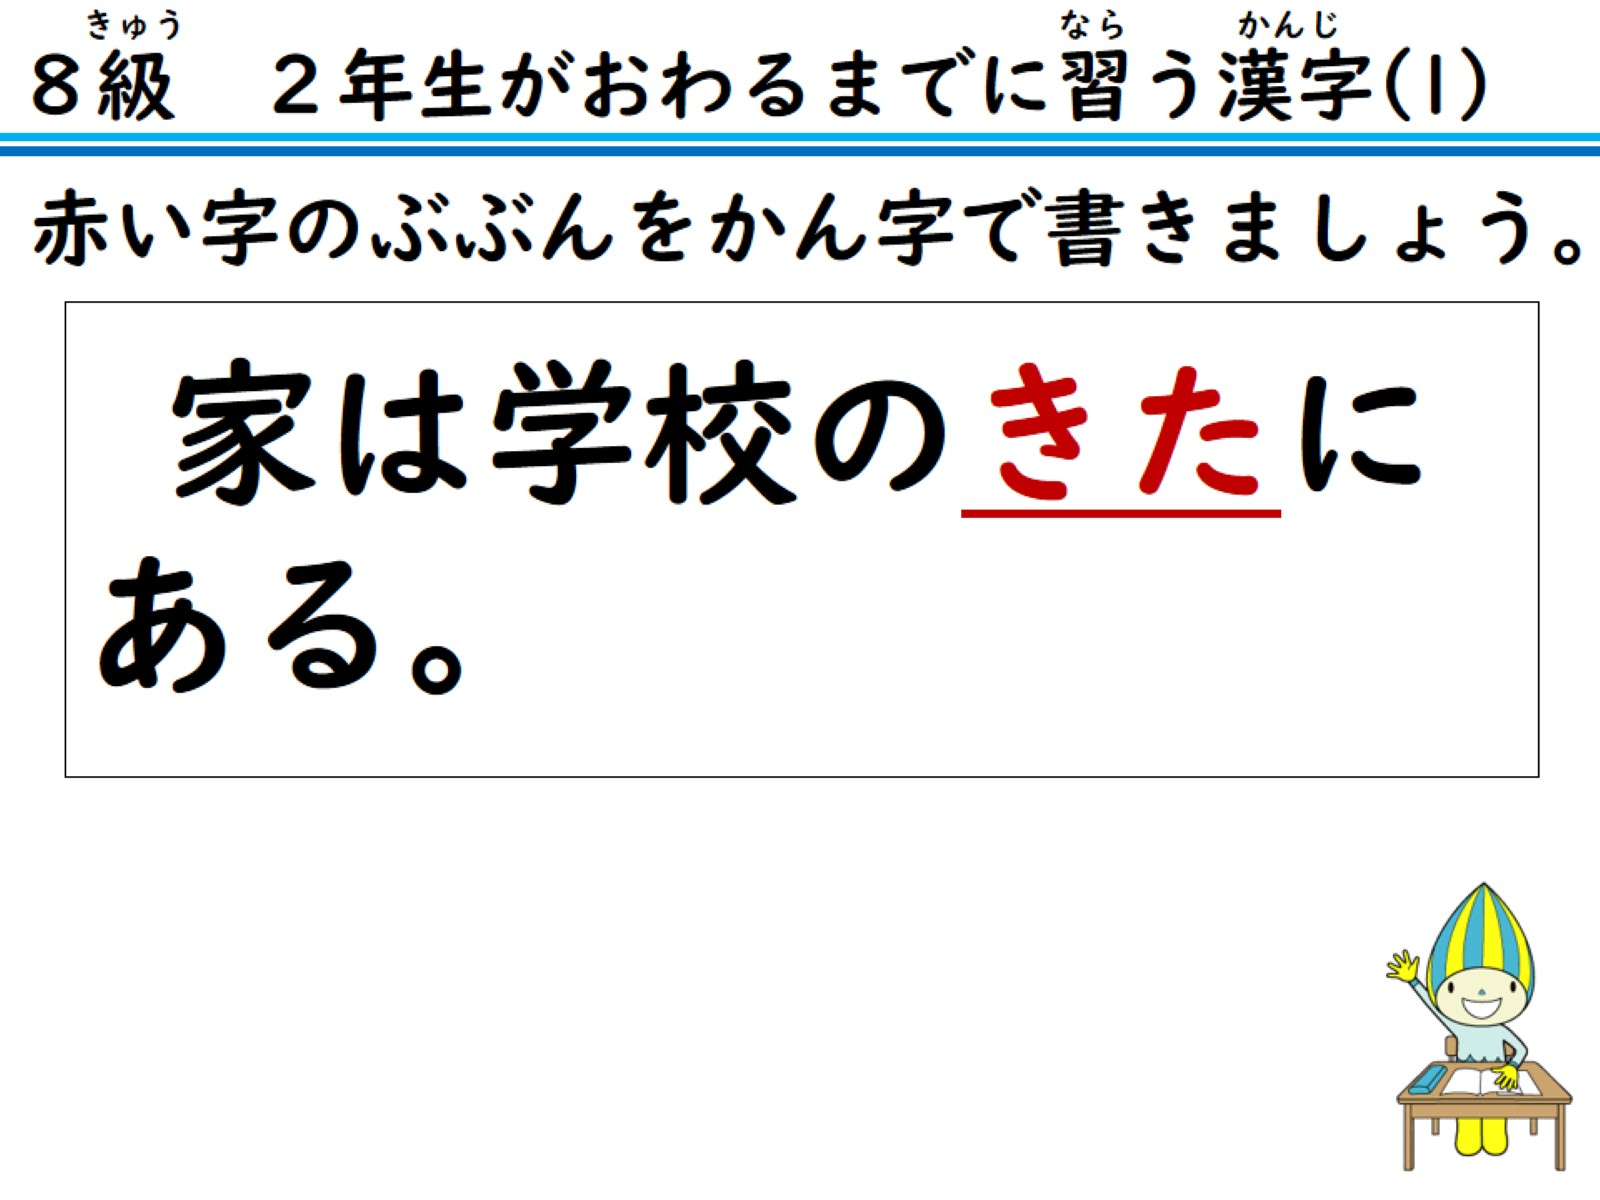 きゅう なら かんじ
８級　２年生がおわるまでに習う漢字(1)
赤い字のぶぶんをかん字で書きましょう。
家は学校のきたに
ある。